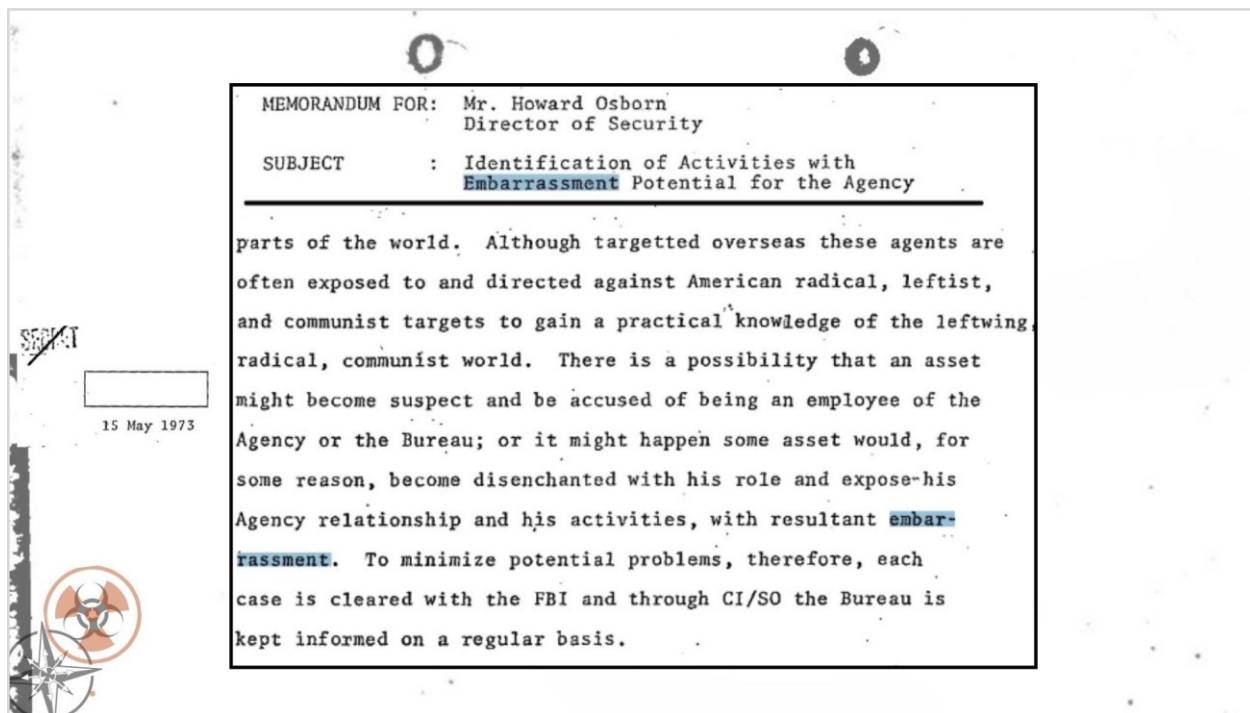 MEMORANDUM FOR: Mr. Howard Osborn
Director of Security
SUBJECT : Identification of Activities with
Embarrassment Potential for the Agency
parts of the world. Although targetted overseas these agents are
often exposed to and directed against American radical, leftist,
and communist targets to gain a practical knowledge of the leftwing,
radical, communist world. There is a possibility that an asset
might become suspect and be accused of being an employee of the
Agency or the Bureau; or it might happen some asset would, for
some reason, become disenchanted with his role and expose his
Agency relationship and his activities, with resultant embar-
rassment. To minimize potential problems, therefore, each
case is cleared with the FBI and through CI/SO the Bureau is
kept informed on a regular basis.
SECRET
15 May 1973